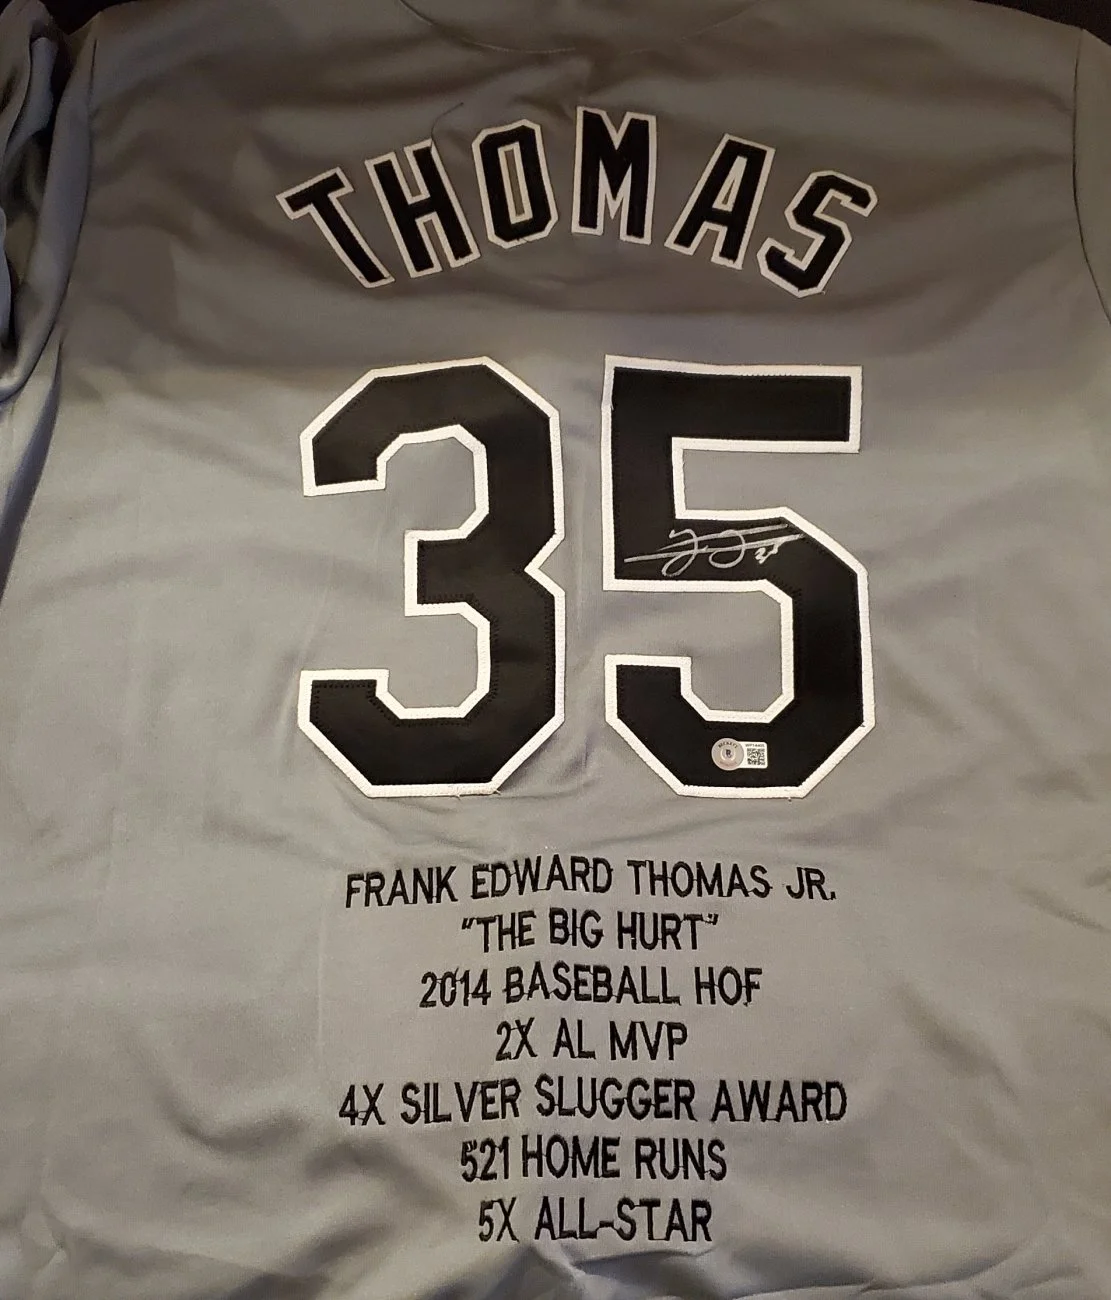 THOMAS
35
FRANK EDWARD THOMAS JR.
"THE BIG HURT"
2014 BASEBALL HOF
2X AL MVP
4X SILVER SLUGGER AWARD
521 HOME RUNS
5X ALL-STAR